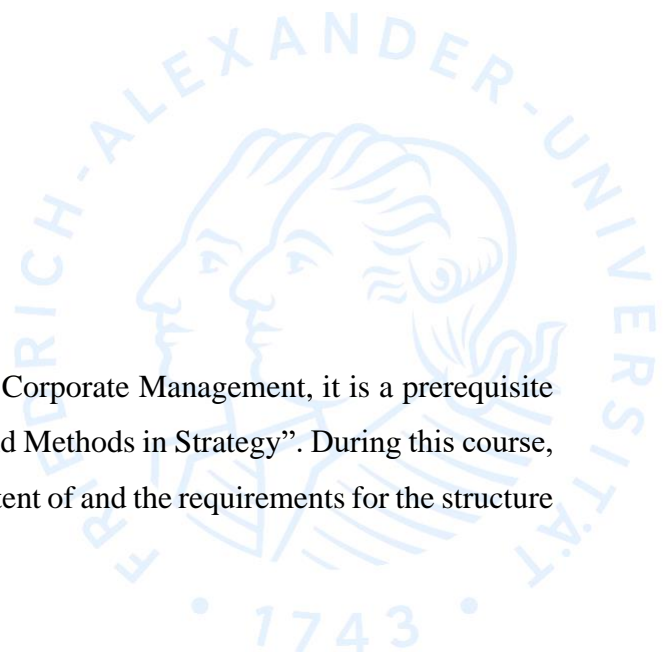 FRIEDRICH-ALEXANDER-UNIVERSITÄT
• 1743 •
Corporate Management, it is a prerequisite
d Methods in Strategy”. During this course,
tent of and the requirements for the structure